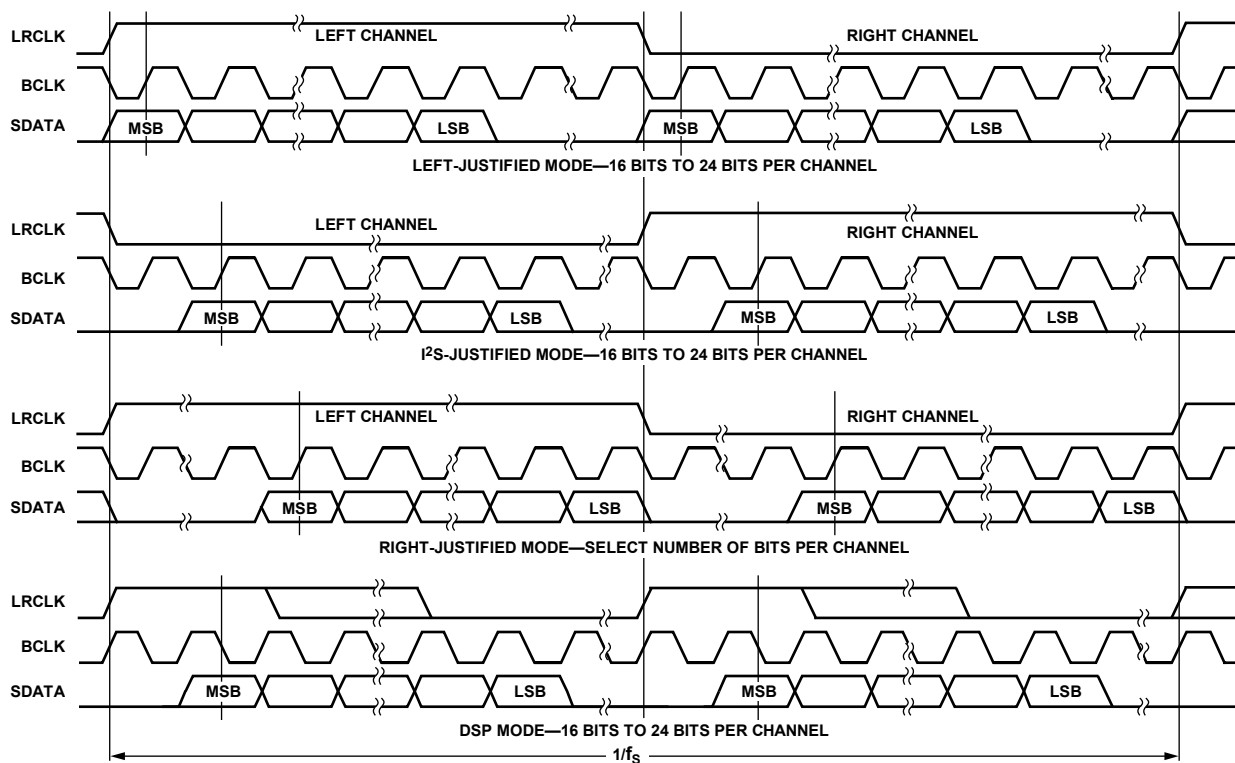 LRCLK
LEFT CHANNEL
RIGHT CHANNEL
BCLK
SDATA
MSB
LSB
MSB
LSB
LEFT-JUSTIFIED MODE—16 BITS TO 24 BITS PER CHANNEL
LRCLK
LEFT CHANNEL
RIGHT CHANNEL
BCLK
SDATA
MSB
LSB
MSB
LSB
I²S-JUSTIFIED MODE—16 BITS TO 24 BITS PER CHANNEL
LRCLK
LEFT CHANNEL
RIGHT CHANNEL
BCLK
SDATA
MSB
LSB
MSB
LSB
RIGHT-JUSTIFIED MODE—SELECT NUMBER OF BITS PER CHANNEL
LRCLK
BCLK
SDATA
MSB
LSB
MSB
LSB
DSP MODE—16 BITS TO 24 BITS PER CHANNEL
1/fS